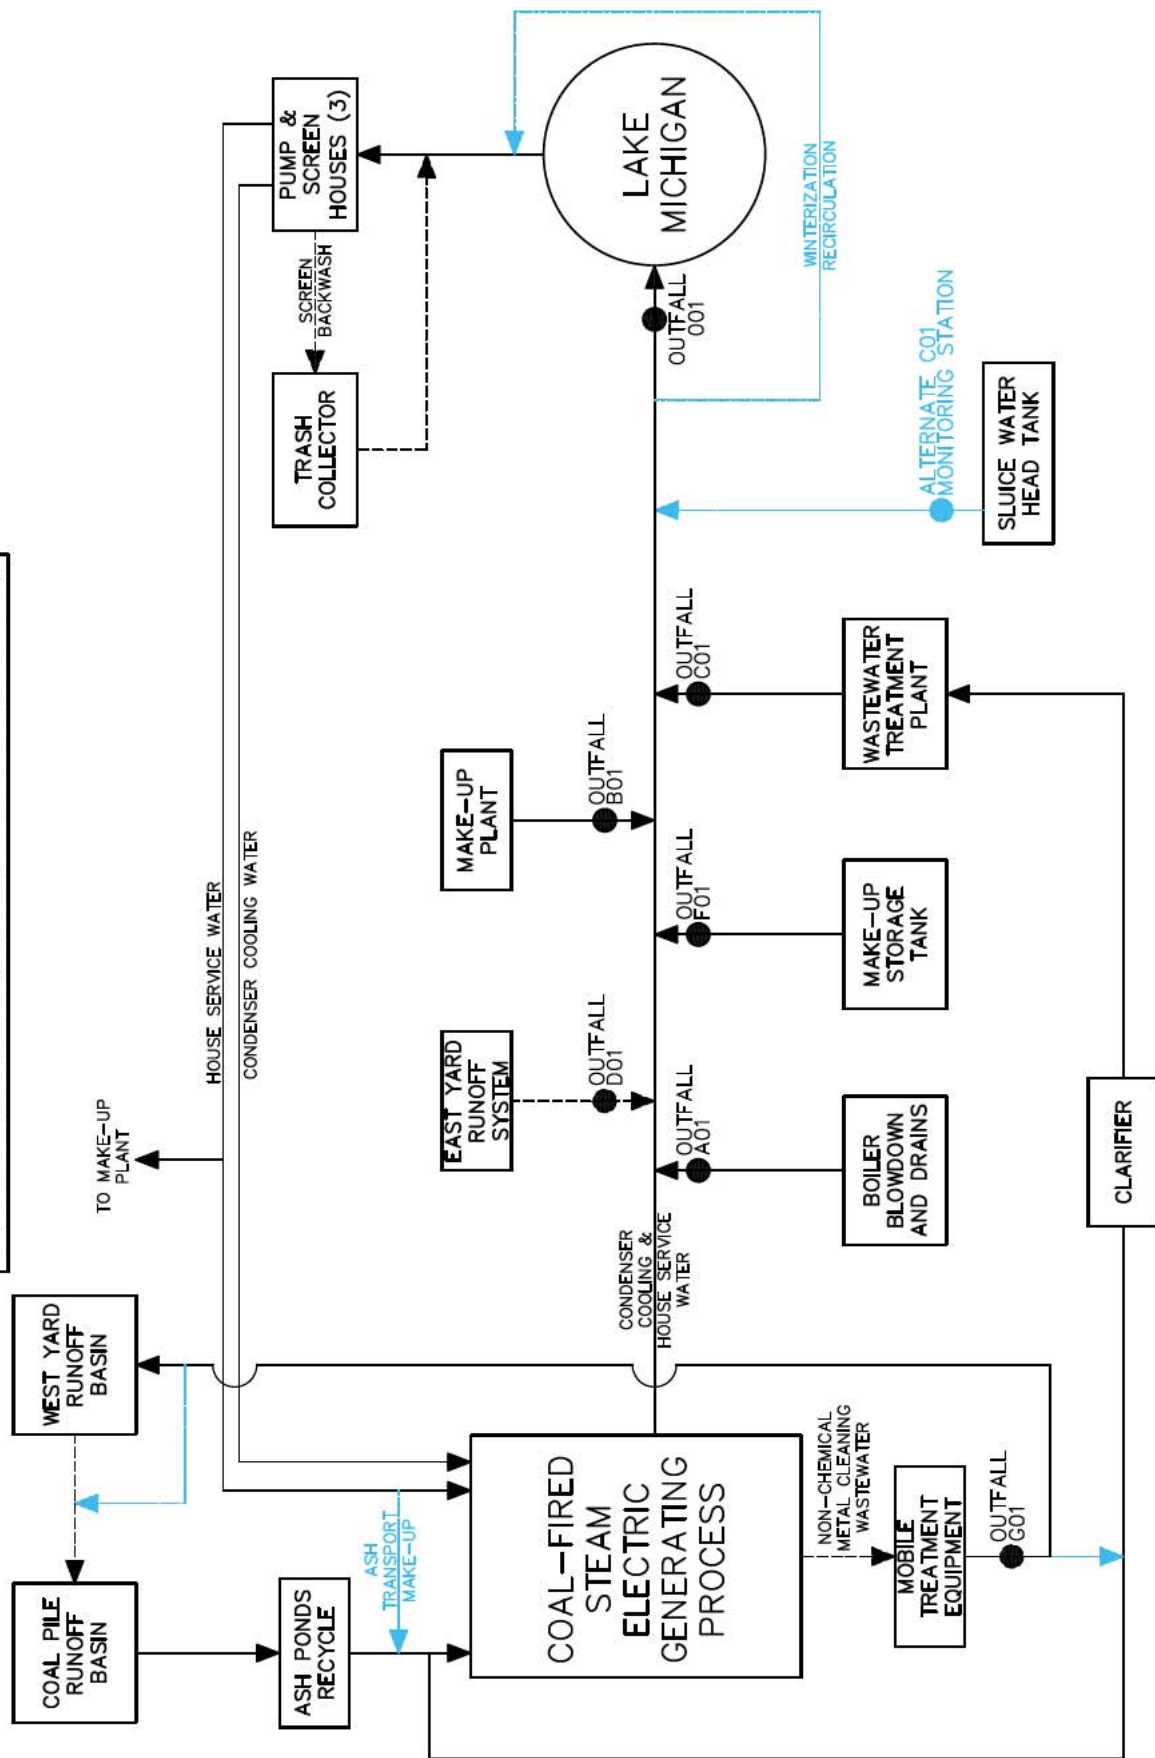 WEST YARD
RUNOFF
BASIN
COAL PILE
RUNOFF
BASIN
ASH PONDS
RECYCLE
ASH
TRANSPORT
MAKE-UP
TO MAKE-UP
PLANT
HOUSE SERVICE WATER
CONDENSER COOLING WATER
PUMP &
SCREEN
HOUSES (3)
SCREEN
BACKWASH
TRASH
COLLECTOR
LAKE
MICHIGAN
WINTERIZATION
RECIRCULATION
OUTFALL
001
COAL-FIRED
STEAM
ELECTRIC
GENERATING
PROCESS
CONDENSER
COOLING &
HOUSE SERVICE
WATER
EAST YARD
RUNOFF
SYSTEM
OUTFALL
D01
MAKE-UP
PLANT
OUTFALL
B01
OUTFALL
A01
BOILER
BLOWDOWN
AND DRAINS
OUTFALL
F01
MAKE-UP
STORAGE
TANK
OUTFALL
C01
WASTEWATER
TREATMENT
PLANT
ALTERNATE C01
MONITORING STATION
SLUICE WATER
HEAD TANK
NON-CHEMICAL
METAL CLEANING
WASTEWATER
MOBILE
TREATMENT
EQUIPMENT
OUTFALL
G01
CLARIFIER